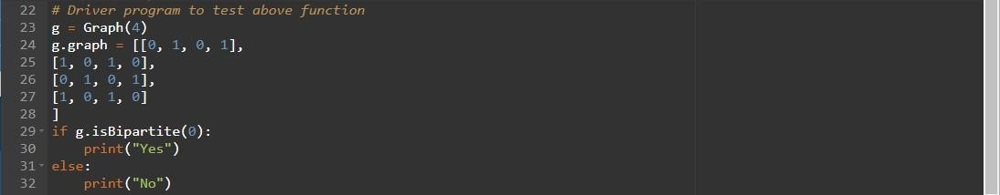 22 # Driver program to test above function
23 g = Graph(4)
24 g.graph = [[0, 1, 0, 1],
25 [1, 0, 1, 0],
26 [0, 1, 0, 1],
27 [1, 0, 1, 0]
28 ]
29 if g.isBipartite(0):
30     print("Yes")
31 else:
32     print("No")